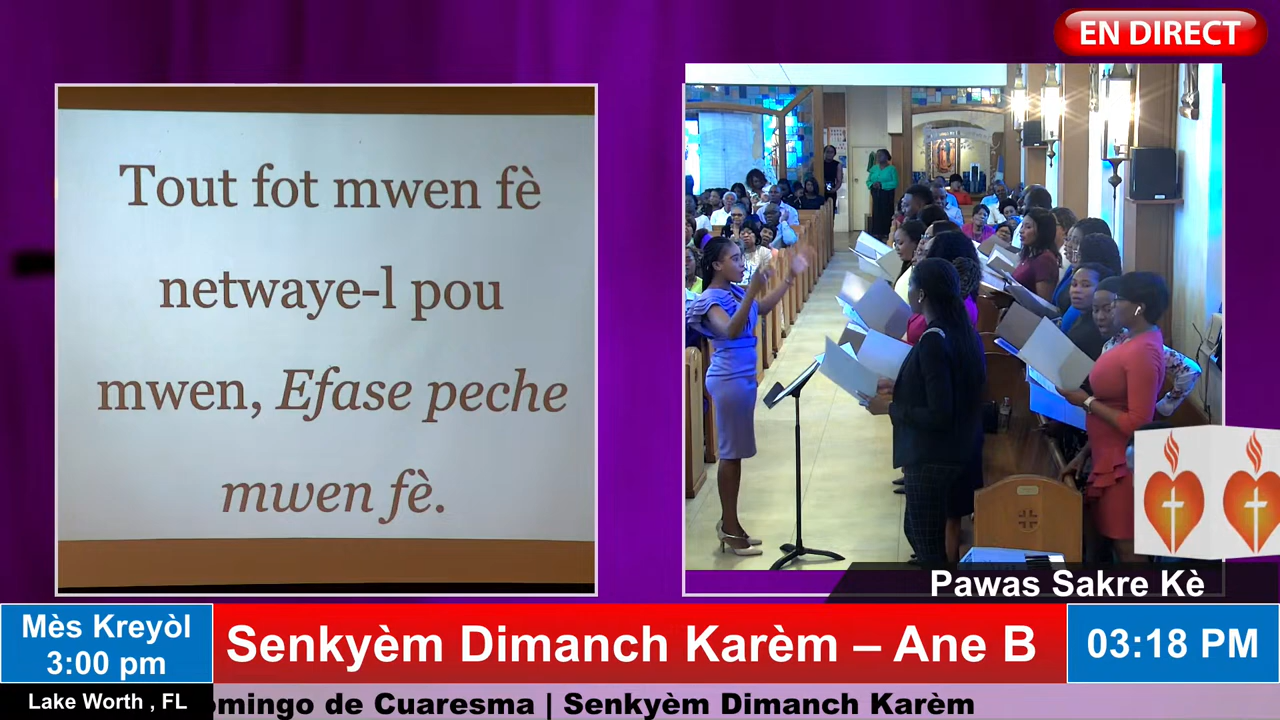 EN DIRECT
Tout fot mwen fè
netwaye-l pou
mwen, Efase peche
mwen fè.
Pawas Sakre Kè
Mès Kreyòl
3:00 pm
Senkyèm Dimanch Karèm – Ane B
03:18 PM
Lake Worth , FL
omingo de Cuaresma | Senkyèm Dimanch Karèm